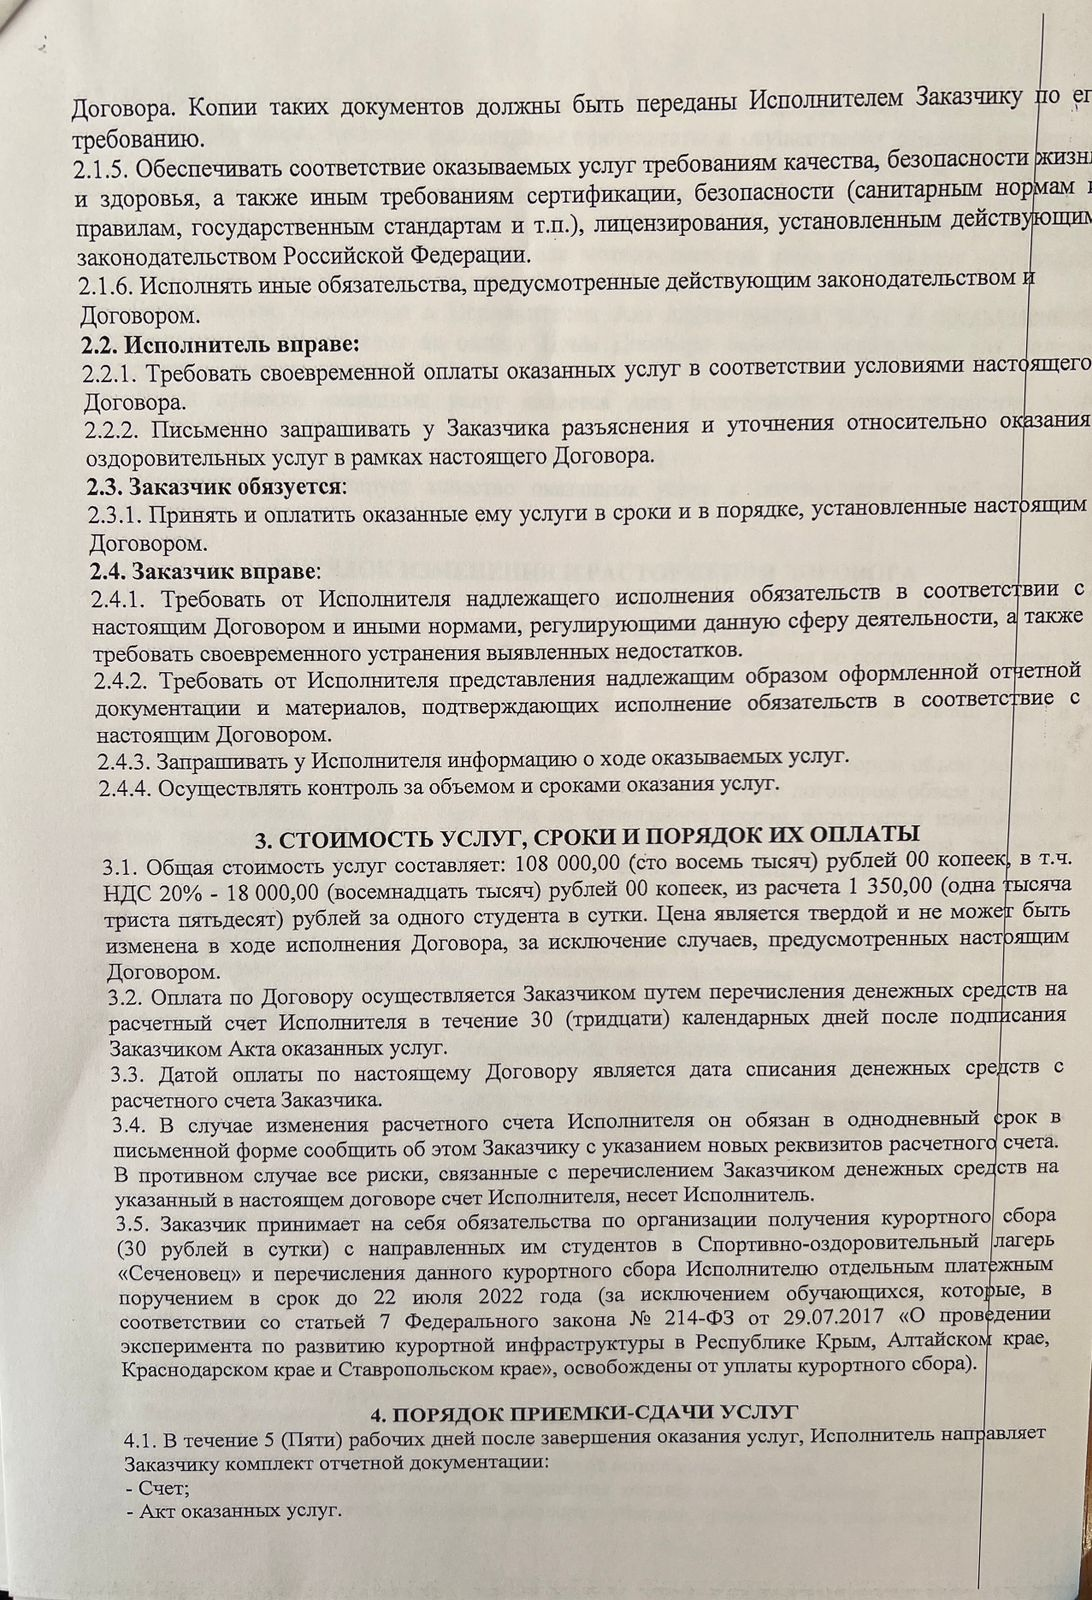 Договора. Копии таких документов должны быть переданы Исполнителем Заказчику по ег
требованию.
2.1.5. Обеспечивать соответствие оказываемых услуг требованиям качества, безопасности жизни
и здоровья, а также иным требованиям сертификации, безопасности (санитарным нормам и
правилам, государственным стандартам и т.п.), лицензирования, установленным действующим
законодательством Российской Федерации.
2.1.6. Исполнять иные обязательства, предусмотренные действующим законодательством и
Договором.
2.2. Исполнитель вправе:
2.2.1. Требовать своевременной оплаты оказанных услуг в соответствии условиями настоящего
Договора.
2.2.2. Письменно запрашивать у Заказчика разъяснения и уточнения относительно оказания
оздоровительных услуг в рамках настоящего Договора.
2.3. Заказчик обязуется:
2.3.1. Принять и оплатить оказанные ему услуги в сроки и в порядке, установленные настоящим
Договором.
2.4. Заказчик вправе:
2.4.1. Требовать от Исполнителя надлежащего исполнения обязательств в соответствии с
настоящим Договором и иными нормами, регулирующими данную сферу деятельности, а также
требовать своевременного устранения выявленных недостатков.
2.4.2. Требовать от Исполнителя представления надлежащим образом оформленной отчетной
документации и материалов, подтверждающих исполнение обязательств в соответствие с
настоящим Договором.
2.4.3. Запрашивать у Исполнителя информацию о ходе оказываемых услуг.
2.4.4. Осуществлять контроль за объемом и сроками оказания услуг.
3. СТОИМОСТЬ УСЛУГ, СРОКИ И ПОРЯДОК ИХ ОПЛАТЫ
3.1. Общая стоимость услуг составляет: 108 000,00 (сто восемь тысяч) рублей 00 копеек, в т.ч.
НДС 20% - 18 000,00 (восемнадцать тысяч) рублей 00 копеек, из расчета 1 350,00 (одна тысяча
триста пятьдесят) рублей за одного студента в сутки. Цена является твердой и не может быть
изменена в ходе исполнения Договора, за исключение случаев, предусмотренных настоящим
Договором.
3.2. Оплата по Договору осуществляется Заказчиком путем перечисления денежных средств на
расчетный счет Исполнителя в течение 30 (тридцати) календарных дней после подписания
Заказчиком Акта оказанных услуг.
3.3. Датой оплаты по настоящему Договору является дата списания денежных средств с
расчетного счета Заказчика.
3.4. В случае изменения расчетного счета Исполнителя он обязан в однодневный срок в
письменной форме сообщить об этом Заказчику с указанием новых реквизитов расчетного счета.
В противном случае все риски, связанные с перечислением Заказчиком денежных средств на
указанный в настоящем договоре счет Исполнителя, несет Исполнитель.
3.5. Заказчик принимает на себя обязательства по организации получения курортного сбора
(30 рублей в сутки) с направленных им студентов в Спортивно-оздоровительный лагерь
«Сеченовец» и перечисления данного курортного сбора Исполнителю отдельным платежным
поручением в срок до 22 июля 2022 года (за исключением обучающихся, которые, в
соответствии со статьей 7 Федерального закона № 214-ФЗ от 29.07.2017 «О проведении
эксперимента по развитию курортной инфраструктуры в Республике Крым, Алтайском крае,
Краснодарском крае и Ставропольском крае», освобождены от уплаты курортного сбора).
4. ПОРЯДОК ПРИЕМКИ-СДАЧИ УСЛУГ
4.1. В течение 5 (Пяти) рабочих дней после завершения оказания услуг, Исполнитель направляет
Заказчику комплект отчетной документации:
- Счет;
- Акт оказанных услуг.